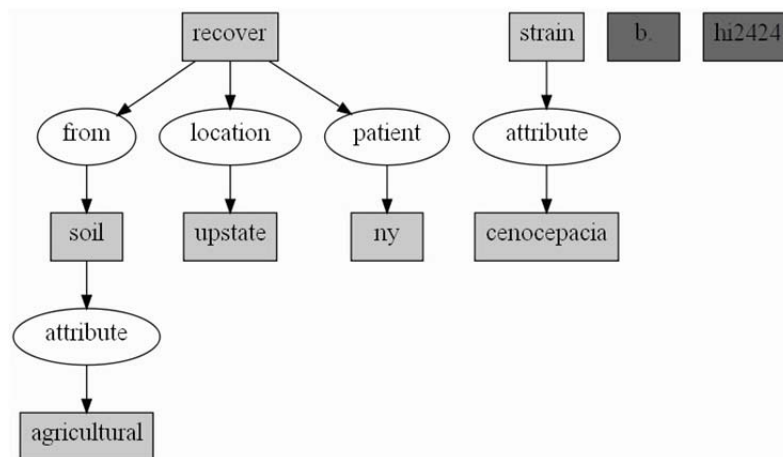 recover strain b. hi2424
from location patient attribute
soil upstate ny cenocepacia
attribute
agricultural